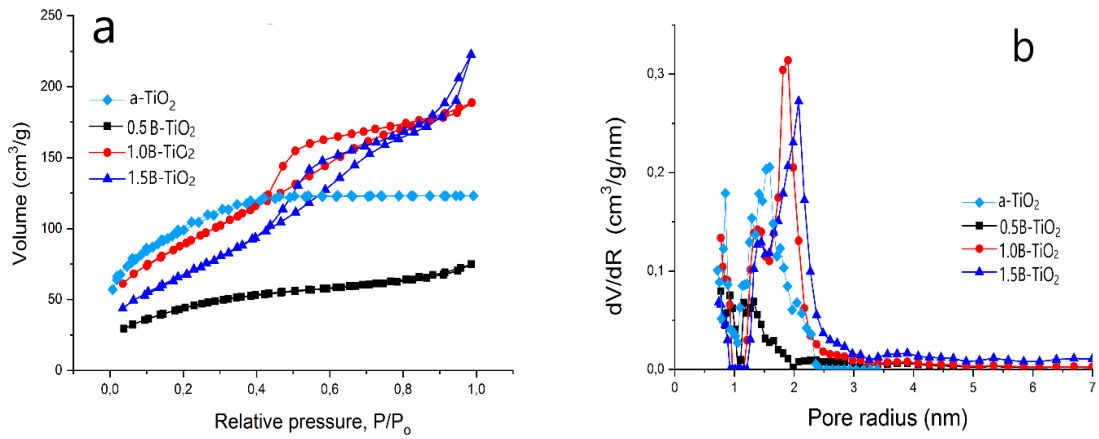 a
250
200
150
100
50
0
Volume (cm³/g)
a-TiO₂
0.5B-TiO₂
1.0B-TiO₂
1.5B-TiO₂
0,0 0,2 0,4 0,6 0,8 1,0
Relative pressure, P/Pₒ
b
0,3
0,2
0,1
0,0
dV/dR (cm³/g/nm)
a-TiO₂
0.5B-TiO₂
1.0B-TiO₂
1.5B-TiO₂
0 1 2 3 4 5 6 7
Pore radius (nm)